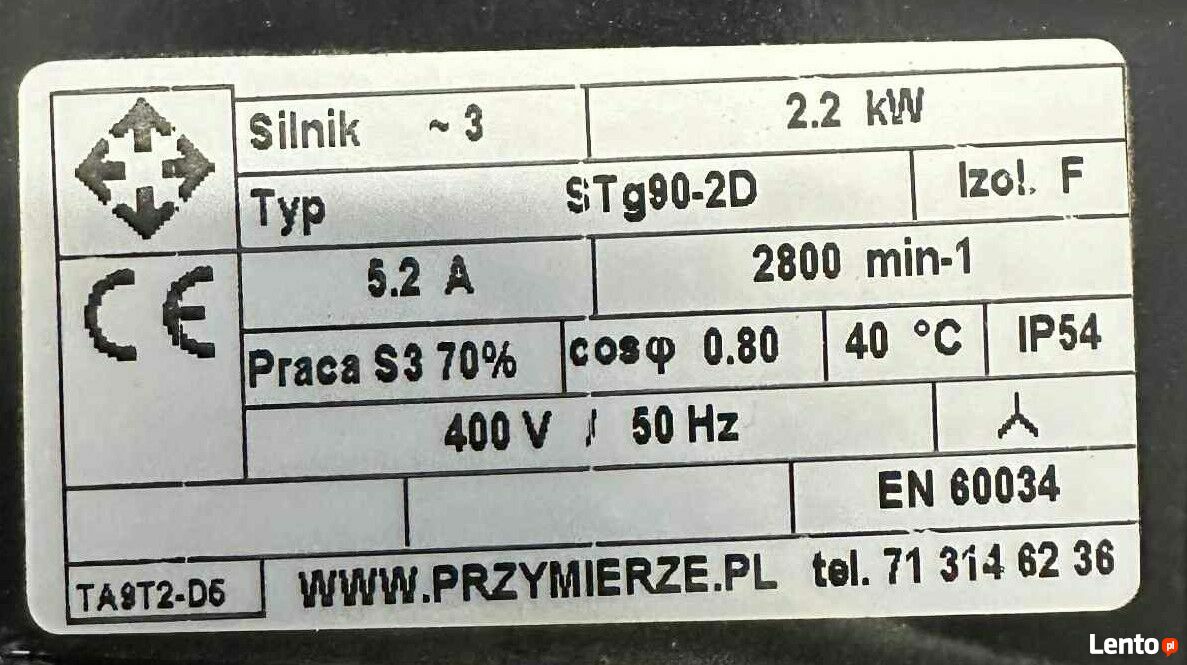 Silnik ~ 3 2.2 kW
Typ STg90-2D Izol. F
CE 5.2 A 2800 min-1
Praca S3 70% cosφ 0.80 40 °C IP54
400 V / 50 Hz
EN 60034
TA9T2-D5 WWW.PRZYMIERZE.PL tel. 71 314 62 36
Lento.pl